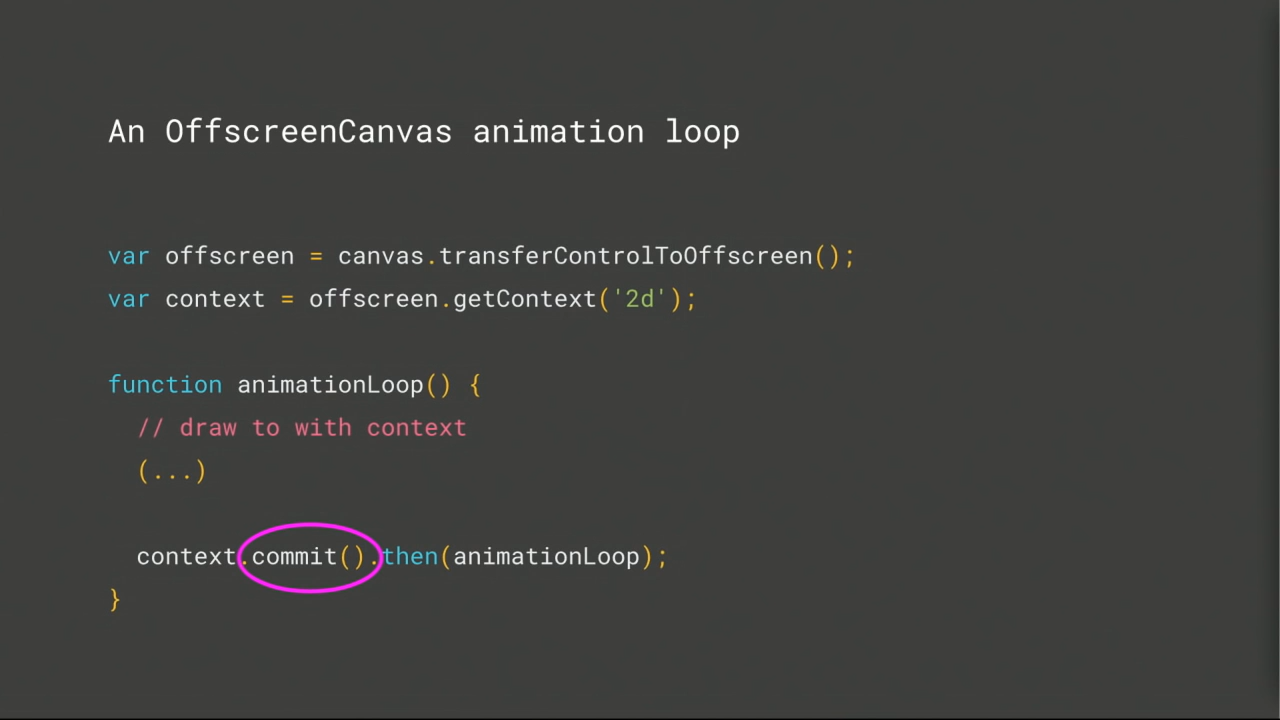 An OffscreenCanvas animation loop
var offscreen = canvas.transferControlToOffscreen();
var context = offscreen.getContext('2d');
function animationLoop() {
// draw to with context
(...)
context.commit().then(animationLoop);
}